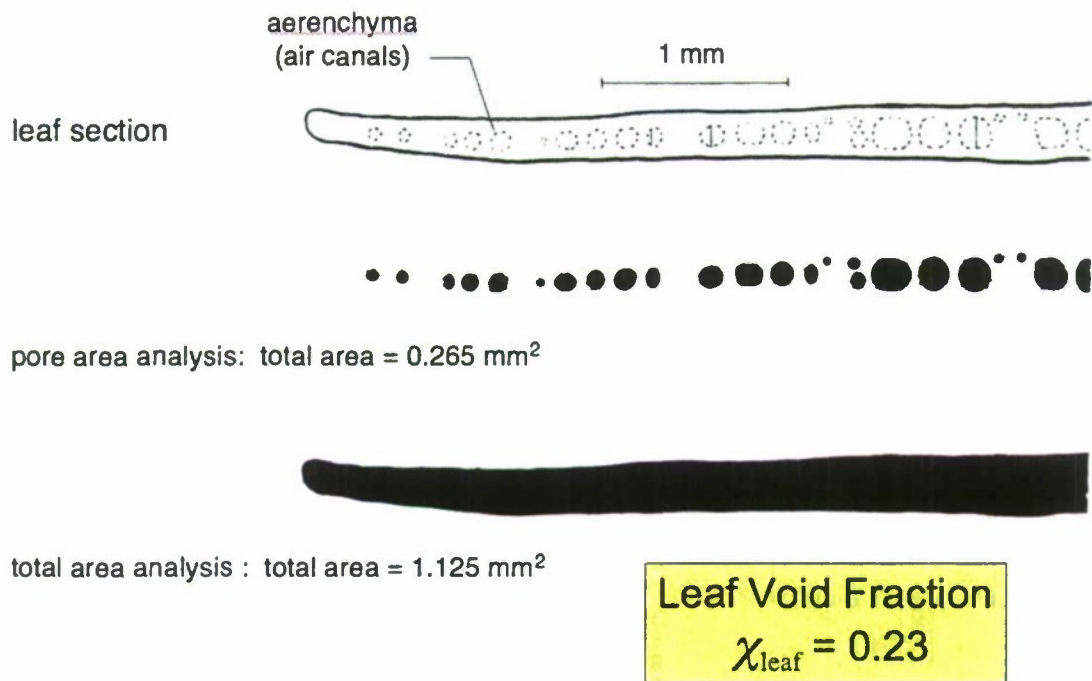 aerenchyma
(air canals)
1 mm
leaf section
pore area analysis: total area = 0.265 mm²
total area analysis : total area = 1.125 mm²
Leaf Void Fraction
χleaf = 0.23